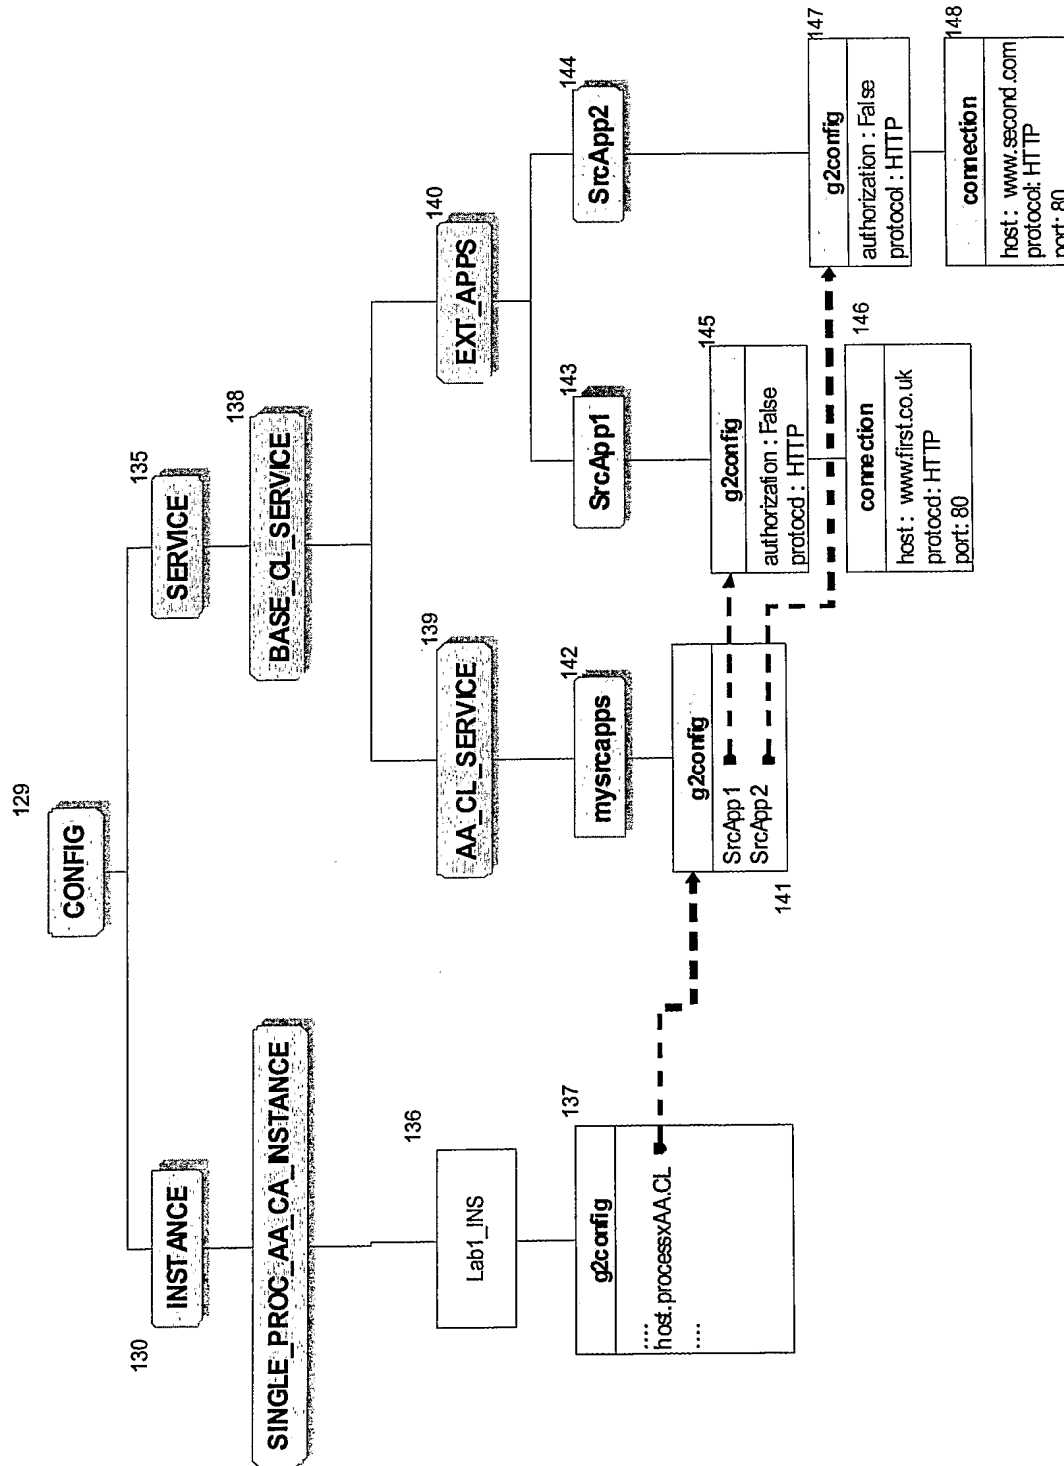 129
CONFIG
130
INSTANCE
135
SERVICE
SINGLE_PROC_AA_CA_INSTANCE
138
BASE_CL_SERVICE
136
Lab1_INS
139
AA_CL_SERVICE
140
EXT_APPS
137
g2config
....
host.processxAA.CL
....
142
mysrcapps
143
SrcApp1
144
SrcApp2
141
g2config
SrcApp1
SrcApp2
145
g2config
authorization : False
protocol : HTTP
146
connection
host: www.first.co.uk
protocol: HTTP
port: 80
147
g2config
authorization : False
protocol : HTTP
148
connection
host: www.second.com
protocol: HTTP
port: 80